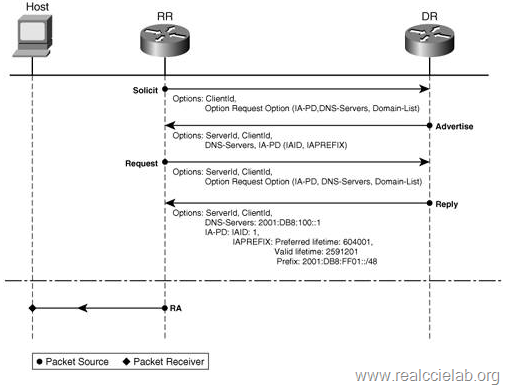 Host
RR
DR
Solicit
Options: ClientId,
Option Request Option (IA-PD,DNS-Servers, Domain-List)
Advertise
Options: ServerId, ClientId,
DNS-Servers, IA-PD (IAID, IAPREFIX)
Request
Options: ServerId, ClientId,
Option Request Option (IA-PD, DNS-Servers, Domain-List)
Reply
Options: ServerId, ClientId,
DNS-Servers: 2001:DB8:100::1
IA-PD: IAID: 1,
IAPREFIX: Preferred lifetime: 604001,
Valid lifetime: 2591201
Prefix: 2001:DB8:FF01::/48
RA
Packet Source
Packet Receiver
www.realccielab.org